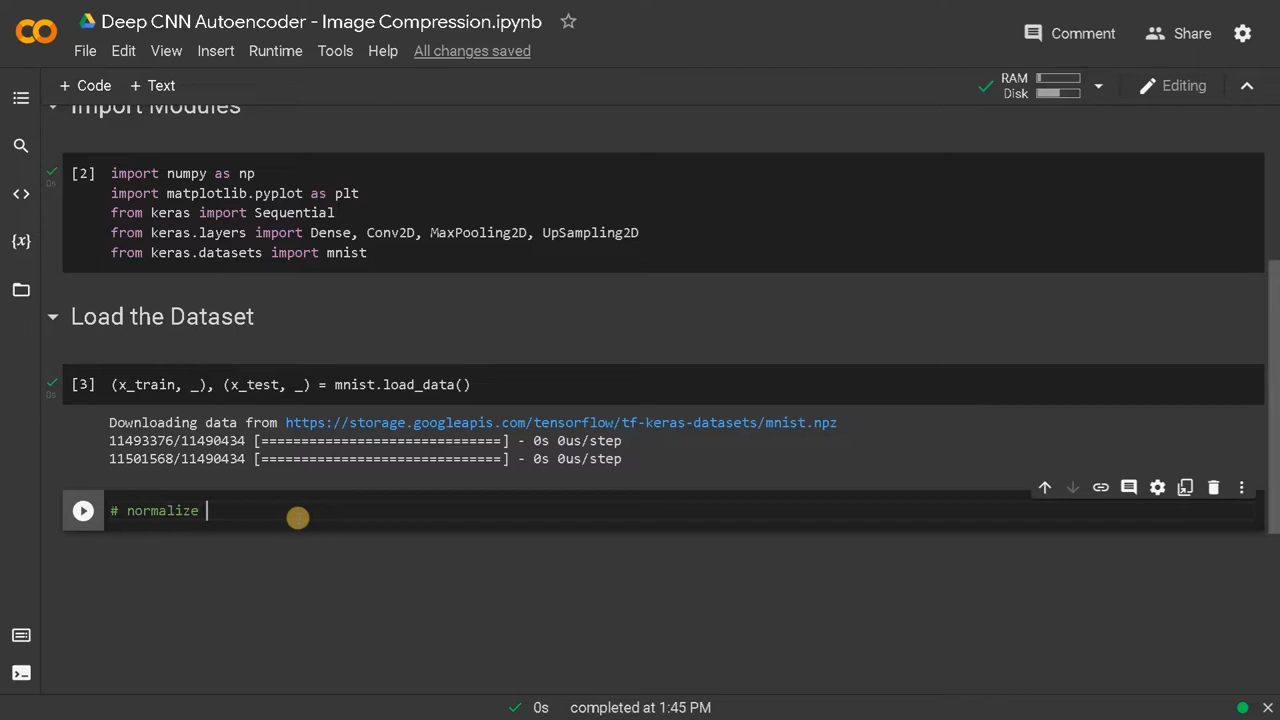 Deep CNN Autoencoder - Image Compression.ipynb
File Edit View Insert Runtime Tools Help All changes saved
Comment Share
+ Code + Text
RAM
Disk
Editing
Import Modules
[2] import numpy as np
import matplotlib.pyplot as plt
from keras import Sequential
from keras.layers import Dense, Conv2D, MaxPooling2D, UpSampling2D
from keras.datasets import mnist
0s
Load the Dataset
[3] (x_train, _), (x_test, _) = mnist.load_data()
0s
Downloading data from https://storage.googleapis.com/tensorflow/tf-keras-datasets/mnist.npz
11493376/11490434 [==============================] - 0s 0us/step
11501568/11490434 [==============================] - 0s 0us/step
# normalize
0s completed at 1:45 PM